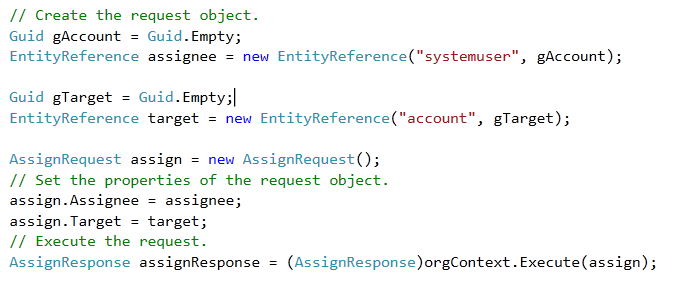 // Create the request object.
Guid gAccount = Guid.Empty;
EntityReference assignee = new EntityReference("systemuser", gAccount);
Guid gTarget = Guid.Empty;
EntityReference target = new EntityReference("account", gTarget);
AssignRequest assign = new AssignRequest();
// Set the properties of the request object.
assign.Assignee = assignee;
assign.Target = target;
// Execute the request.
AssignResponse assignResponse = (AssignResponse)orgContext.Execute(assign);